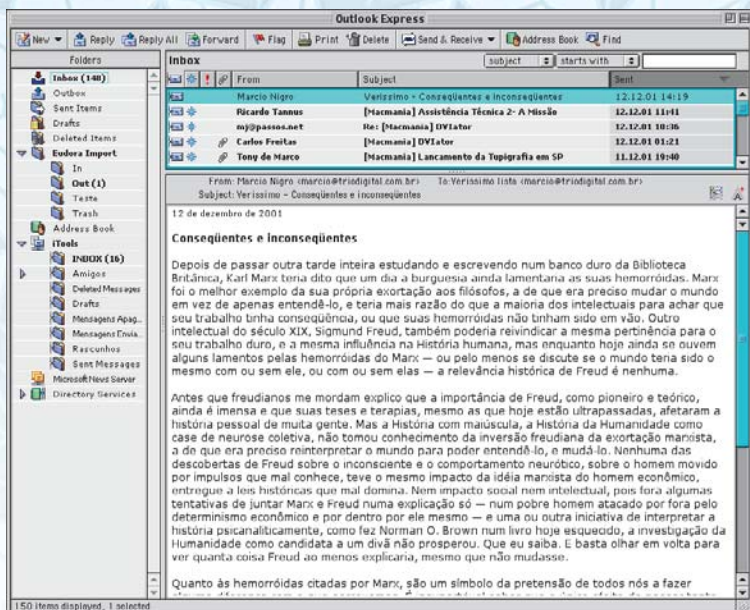 Outlook Express
New Reply Reply All Forward Flag Print Delete Send & Receive Address Book Find
Folders
Inbox (148)
Outbox
Sent Items
Drafts
Deleted Items
Eudora Import
In
Out (1)
Teste
Trash
Address Book
iTools
INBOX (16)
Amigos
Deleted Messages
Drafts
Mensagens Apag...
Mensagens Envia...
Rascunhos
Sent Messages
Microsoft News Server
Directory Services
Inbox
subject starts with
From Subject Sent
Marcio Nigro Verissimo - Conseqüentes e inconseqüentes 12.12.01 14:19
Ricardo Tannus [Macmania] Assistência Técnica 2- A Missão 12.12.01 11:41
mj@passos.net Re: [Macmania] DVIator 12.12.01 10:36
Carlos Freitas [Macmania] DVIator 12.12.01 01:21
Tony de Marco [Macmania] Lancamento da Tupigrafia em SP 11.12.01 19:40
From: Marcio Nigro <marcio@triodigital.com.br> To: Verissimo lista <marcio@triodigital.com.br>
Subject: Verissimo - Conseqüentes e inconseqüentes
12 de dezembro de 2001
Conseqüentes e inconseqüentes
Depois de passar outra tarde inteira estudando e escrevendo num banco duro da Biblioteca
Britânica, Karl Marx teria dito que um dia a burguesia ainda lamentaria as suas hemorróidas. Marx
foi o melhor exemplo da sua própria exortação aos filósofos, a de que era preciso mudar o mundo
em vez de apenas entendê-lo, e teria mais razão do que a maioria dos intelectuais para achar que
seu trabalho tinha conseqüência, ou que suas hemorróidas não tinham sido em vão. Outro
intelectual do século XIX, Sigmund Freud, também poderia reivindicar a mesma pertinência para o
seu trabalho duro, e a mesma influência na História humana, mas enquanto hoje ainda se ouvem
alguns lamentos pelas hemorróidas do Marx — ou pelo menos se discute se o mundo teria sido o
mesmo com ou sem ele, ou com ou sem elas — a relevância histórica de Freud é nenhuma.
Antes que freudianos me mordam explico que a importância de Freud, como pioneiro e teórico,
ainda é imensa e que suas teses e terapias, mesmo as que hoje estão ultrapassadas, afetaram a
história pessoal de muita gente. Mas a História com maiúscula, a História da Humanidade como
case de neurose coletiva, não tomou conhecimento da inversão freudiana da exortação marxista,
a de que era preciso reinterpretar o mundo para poder entendê-lo, e mudá-lo. Nenhuma das
descobertas de Freud sobre o inconsciente e o comportamento neurótico, sobre o homem movido
por impulsos que mal conhece, teve o mesmo impacto da idéia marxista do homem econômico,
entregue a leis históricas que mal domina. Nem impacto social nem intelectual, pois fora algumas
tentativas de juntar Marx e Freud numa explicação só — num pobre homem atacado por fora pelo
determinismo econômico e por dentro por ele mesmo — e uma ou outra iniciativa de interpretar a
história psicanaliticamente, como fez Norman O. Brown num livro hoje esquecido, a investigação da
Humanidade como candidata a um divã não prosperou. Que eu saiba. E basta olhar em volta para
ver quanta coisa Freud ao menos explicaria, mesmo que não mudasse.
Quanto às hemorróidas citadas por Marx, são um símbolo da pretensão de todos nós a fazer
150 items displayed, 1 selected